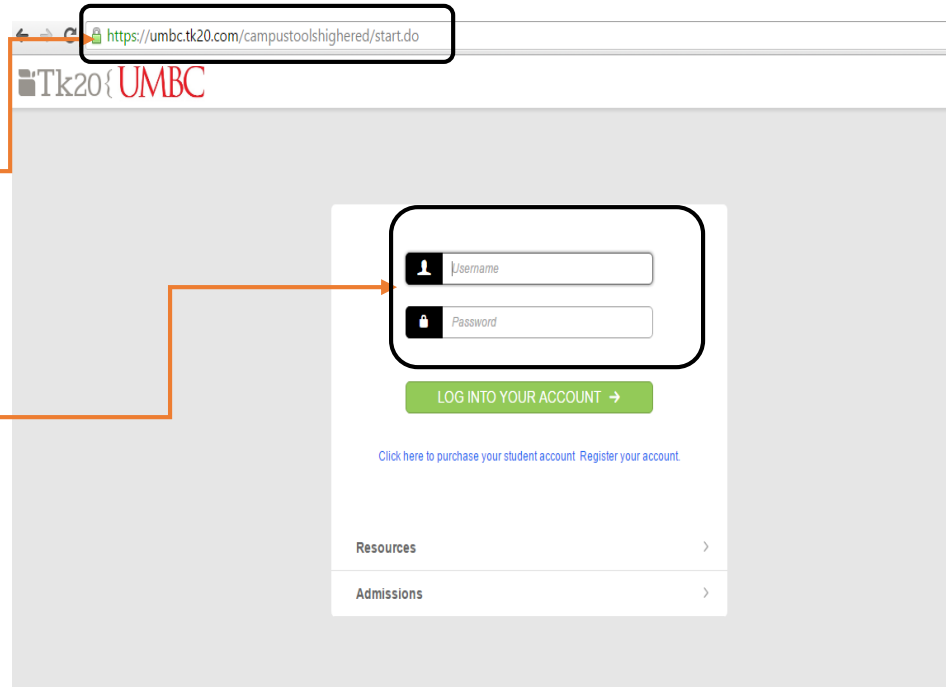 https://umbc.tk20.com/campustoolshighered/start.do
Tk20{UMBC
Username
Password
LOG INTO YOUR ACCOUNT →
Click here to purchase your student account Register your account.
Resources
Admissions